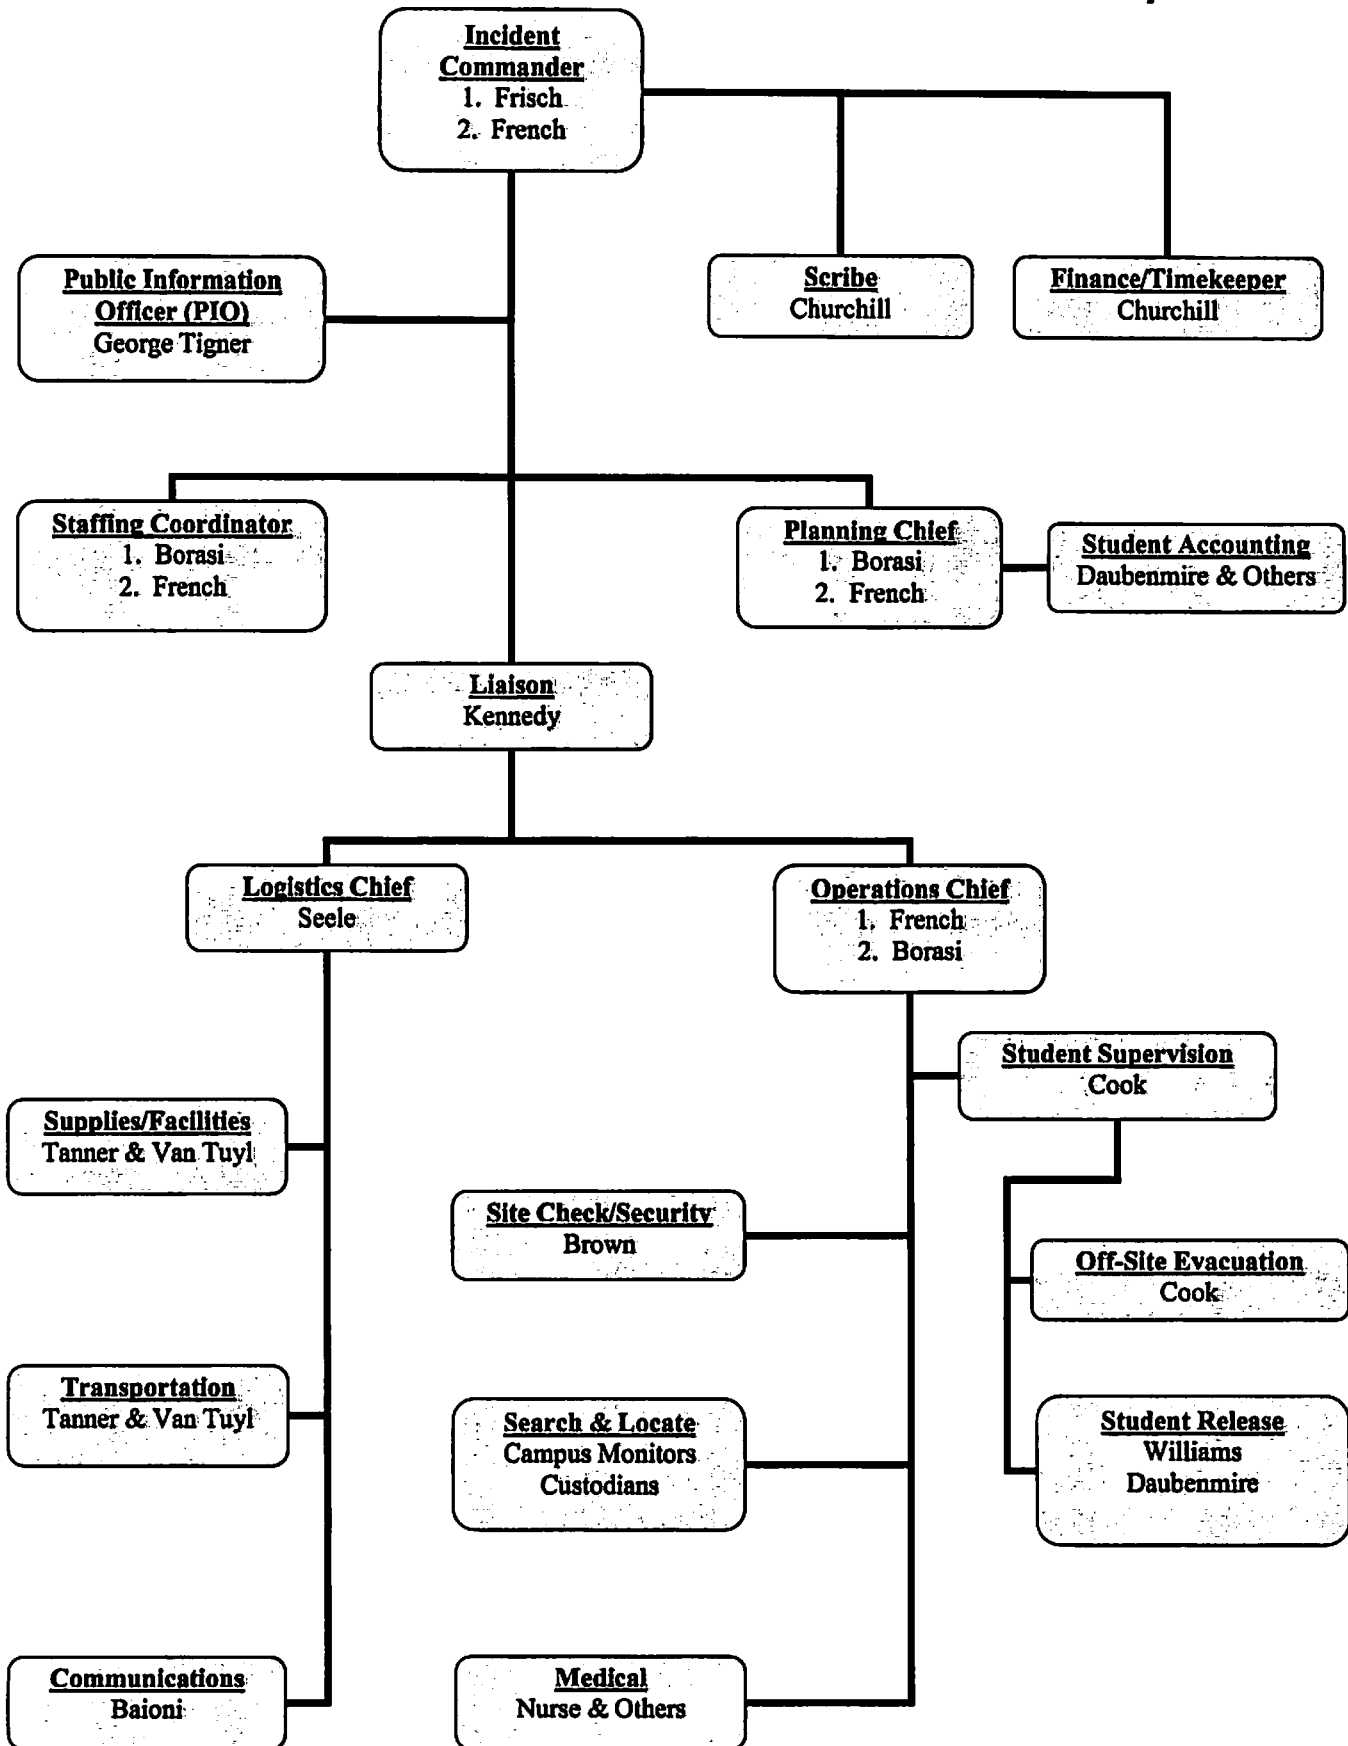 Incident
Commander
1. Frisch
2. French
Public Information
Officer (PIO)
George Tigner
Scribe
Churchill
Finance/Timekeeper
Churchill
Staffing Coordinator
1. Borasi
2. French
Planning Chief
1. Borasi
2. French
Student Accounting
Daubenmire & Others
Liaison
Kennedy
Logistics Chief
Seele
Operations Chief
1. French
2. Borasi
Student Supervision
Cook
Supplies/Facilities
Tanner & Van Tuyl
Site Check/Security
Brown
Off-Site Evacuation
Cook
Transportation
Tanner & Van Tuyl
Search & Locate
Campus Monitors
Custodians
Student Release
Williams
Daubenmire
Communications
Baioni
Medical
Nurse & Others